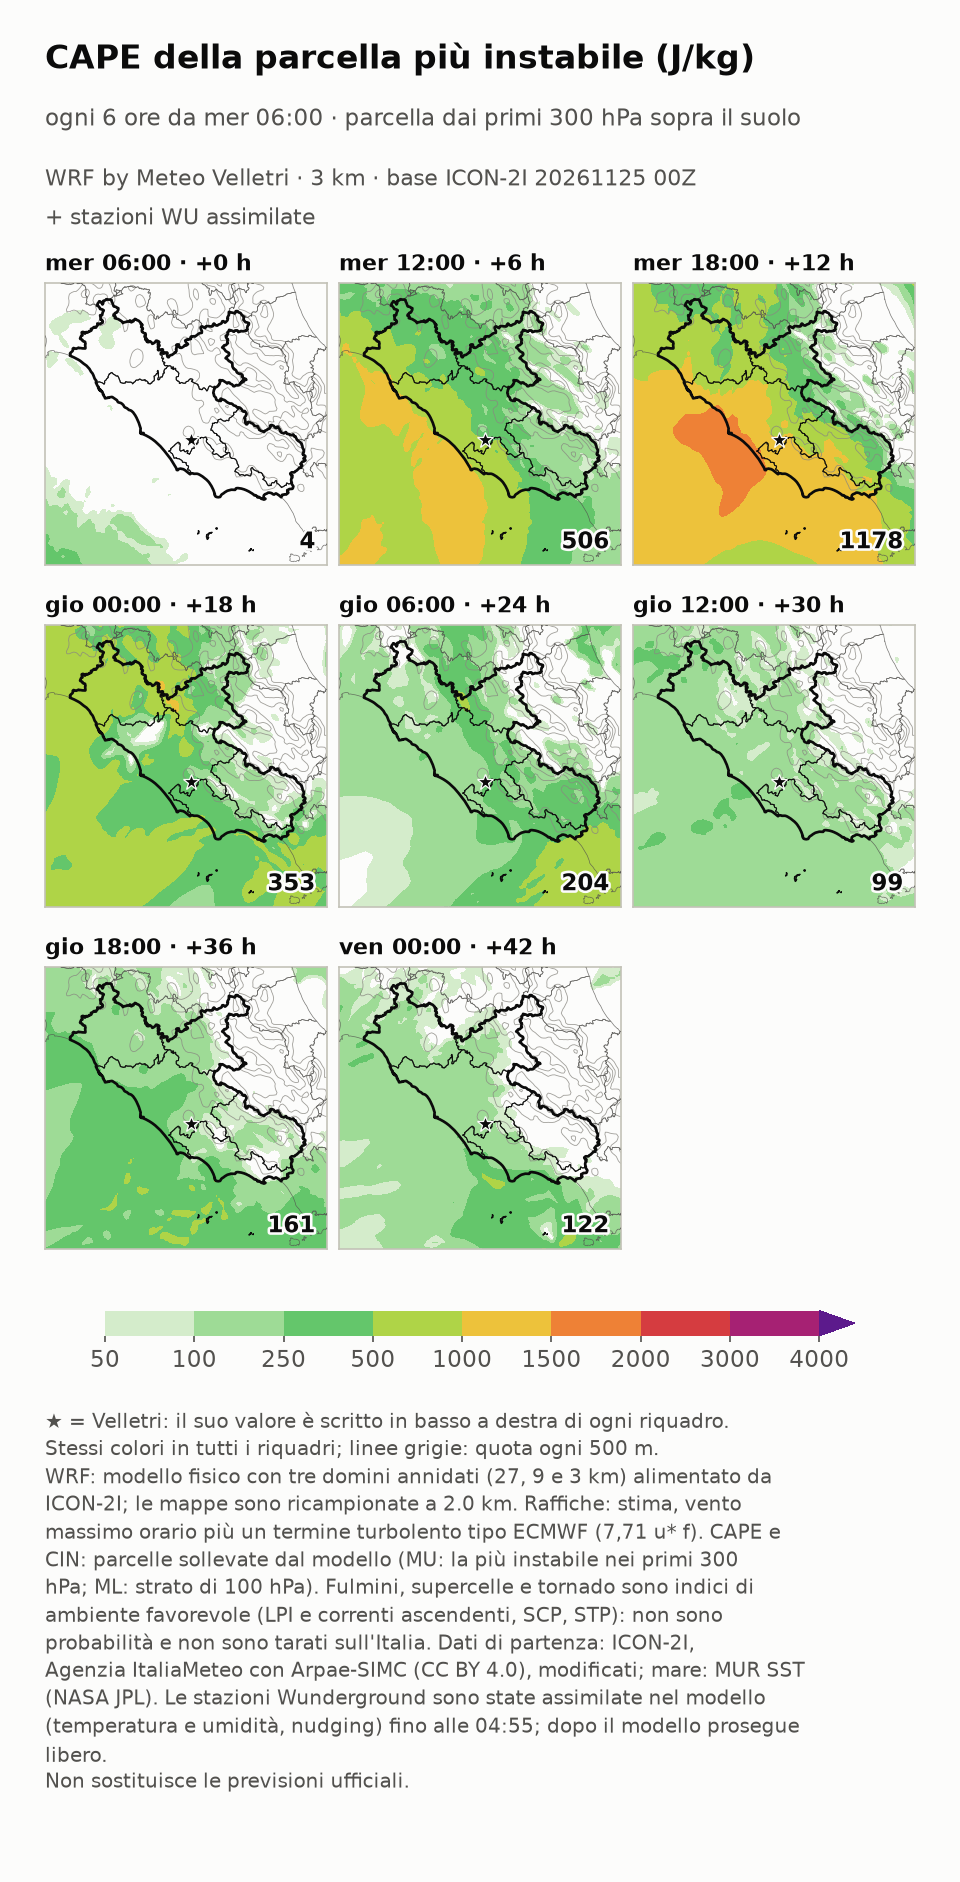 CAPE della parcella più instabile (J/kg)
ogni 6 ore da mer 06:00 · parcella dai primi 300 hPa sopra il suolo
WRF by Meteo Velletri · 3 km · base ICON-2I 20261125 00Z
+ stazioni WU assimilate
mer 06:00 · +0 h
mer 12:00 · +6 h
mer 18:00 · +12 h
4
506
1178
gio 00:00 · +18 h
gio 06:00 · +24 h
gio 12:00 · +30 h
353
204
99
gio 18:00 · +36 h
ven 00:00 · +42 h
161
122
50 100 250 500 1000 1500 2000 3000 4000
★ = Velletri: il suo valore è scritto in basso a destra di ogni riquadro.
Stessi colori in tutti i riquadri; linee grigie: quota ogni 500 m.
WRF: modello fisico con tre domini annidati (27, 9 e 3 km) alimentato da
ICON-2I; le mappe sono ricampionate a 2.0 km. Raffiche: stima, vento
massimo orario più un termine turbolento tipo ECMWF (7,71 u* f). CAPE e
CIN: parcelle sollevate dal modello (MU: la più instabile nei primi 300
hPa; ML: strato di 100 hPa). Fulmini, supercelle e tornado sono indici di
ambiente favorevole (LPI e correnti ascendenti, SCP, STP): non sono
probabilità e non sono tarati sull'Italia. Dati di partenza: ICON-2I,
Agenzia ItaliaMeteo con Arpae-SIMC (CC BY 4.0), modificati; mare: MUR SST
(NASA JPL). Le stazioni Wunderground sono state assimilate nel modello
(temperatura e umidità, nudging) fino alle 04:55; dopo il modello prosegue
libero.
Non sostituisce le previsioni ufficiali.